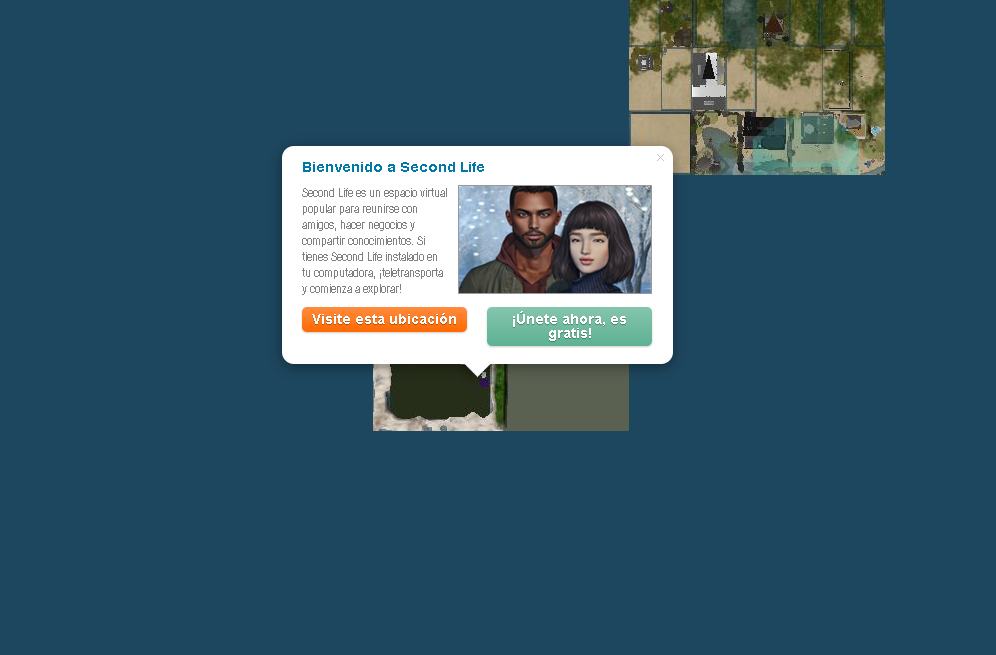 Bienvenido a Second Life
Second Life es un espacio virtual
popular para reunirse con
amigos, hacer negocios y
compartir conocimientos. Si
tienes Second Life instalado en
tu computadora, ¡teletransporta
y comienza a explorar!
Visite esta ubicación
¡Únete ahora, es
gratis!